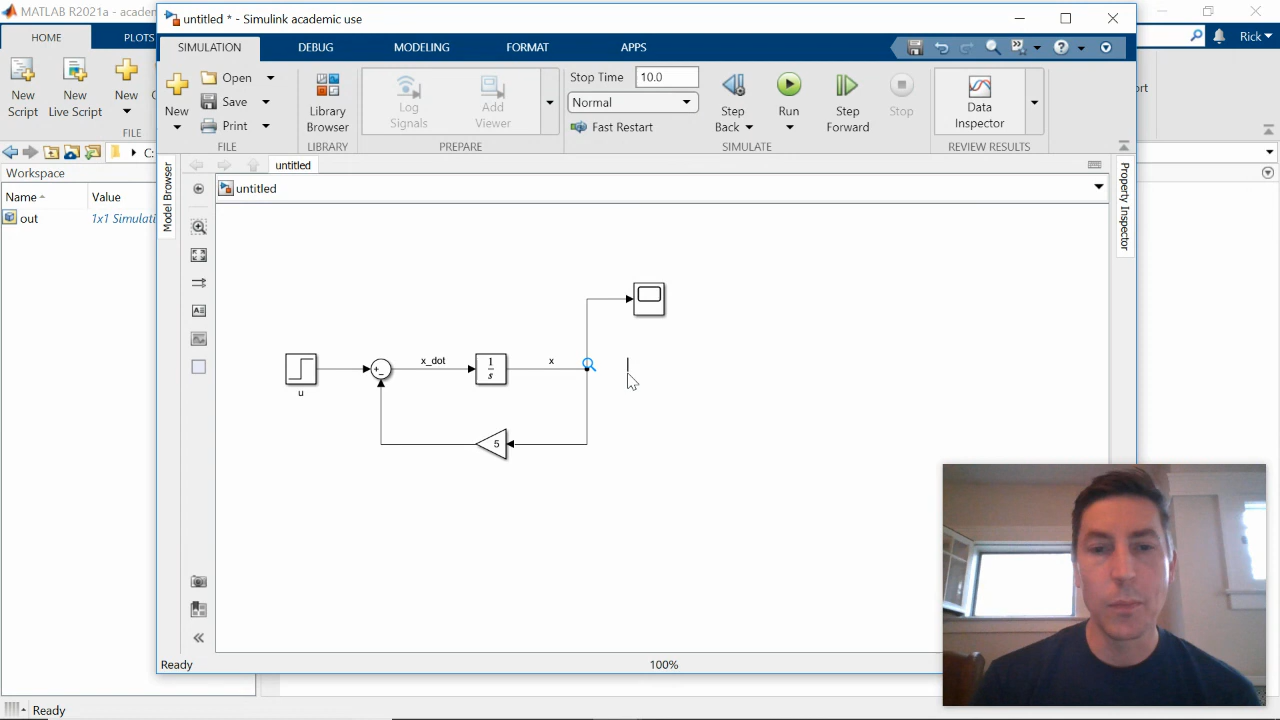 MATLAB R2021a - academ
untitled * - Simulink academic use
HOME
PLOTS
SIMULATION
DEBUG
MODELING
FORMAT
APPS
Rick
New
Script
New
Live Script
New
FILE
New
Open
Save
Print
FILE
Library
Browser
LIBRARY
Log
Signals
Add
Viewer
PREPARE
Stop Time
10.0
Normal
Fast Restart
Step
Back
Run
Step
Forward
Stop
SIMULATE
Data
Inspector
REVIEW RESULTS
ort
C:
untitled
Workspace
Name
Value
out
1x1 Simulati
Model Browser
untitled
Property Inspector
x_dot
x
+
_
1
s
u
5
Ready
100%
Ready